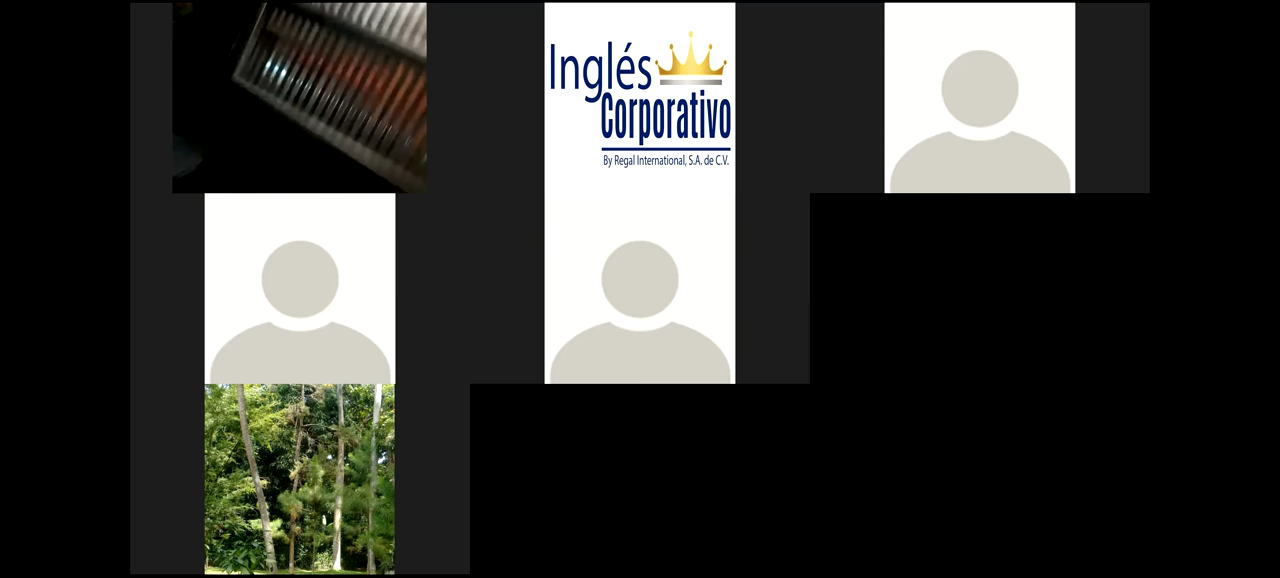 Inglés
Corporativo
By Regal International, S.A. de C.V.